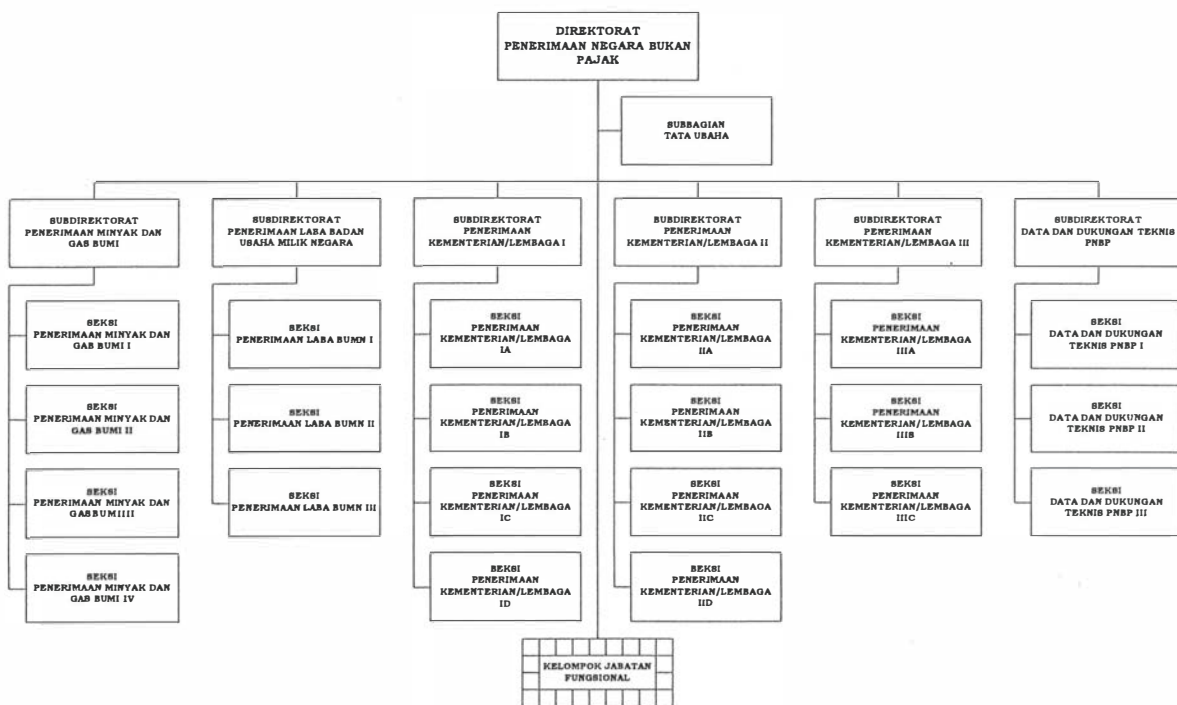 DIREKTORAT
PENERIMAAN NEGARA BUKAN
PAJAK
SUBBAGIAN
TATA USAHA
SUBDIREKTORAT
PENERIMAAN MINYAK DAN
GAS BUMI
SEKSI
PENERIMAAN MINYAK DAN
GAS BUMI I
SEKSI
PENERIMAAN MINYAK DAN
GAS BUMI II
SEKSI
PENERIMAAN MINYAK DAN
GASBUMIIII
SEKSI
PENERIMAAN MINYAK DAN
GAS BUMI IV
SUSDIREKTORAT
PENERIMAAN LABA BADAN
USAHA MILIK NEGARA
SEKSI
PENERIMAAN LABA BUMN I
SEKSI
PENERIMAAN LABA BUMN II
SEKSI
PENERIMAAN LABA BUMN III
SUBDIREKTORAT
PENERIMAAN
KEMENTERIAN/LEMBAGA I
SEKSI
PENERIMAAN
KEMENTERIAN/LEMBAGA
IA
SEKSI
PENERIMAAN
KEMENTERIAN/LEMBAGA
IB
SEKSI
PENERIMAAN
KEMENTERIAN/LEMBAGA
IC
SEKSI
PENERIMAAN
KEMENTERIAN/LEMBAGA
ID
SUBDIREKTORAT
PENERIMAAN
KEMENTERIAN/LEMBAGA II
SEKSI
PENERIMAAN
KEMENTERIAN/LEMBAGA
IIA
SEKSI
PENERIMAAN
KEMENTERIAN/LEMBAGA
IIB
SEKSI
PENERIMAAN
KEMENTERIAN/LEMBAOA
IIC
SEKSI
PENERIMAAN
KEMENTERIAN/LEMBAGA
IID
SUBDIREKTORAT
PENERIMAAN
KEMENTERIAN/LEMBAGA III
SEKSI
PENERIMAAN
KEMENTERIAN/LEMBAGA
IIIA
SEKSI
PENERIMAAN
KEMENTERIAN/LEMBAGA
IIIB
SEKSI
PENERIMAAN
KEMENTERIAN/LEMBAGA
IIIC
SUBDIREKTORAT
DATA DAN DUKUNGAN TEKNIS
PNBP
SEKSI
DATA DAN DUKUNGAN
TEKNIS PNBP I
SEKSI
DATA DAN DUKUNGAN
TEKNIS PNBP II
SEKSI
DATA DAN DUKUNGAN
TEKNIS PNBP III
KELOMPOK JABATAN
FUNGSIONAL